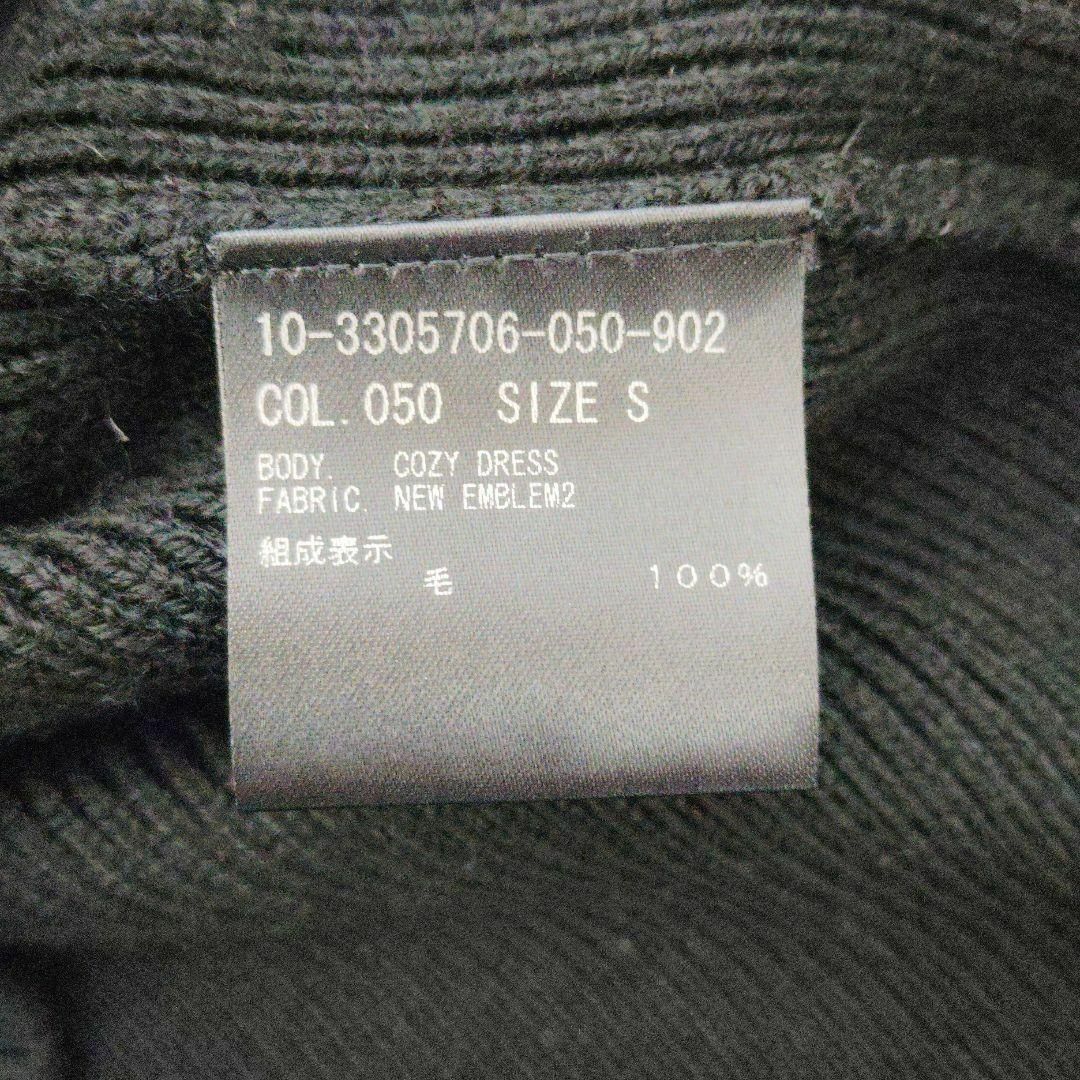 10-3305706-050-902
COL. 050 SIZE S
BODY. COZY DRESS
FABRIC. NEW EMBLEM2
組成表示
毛 １００%